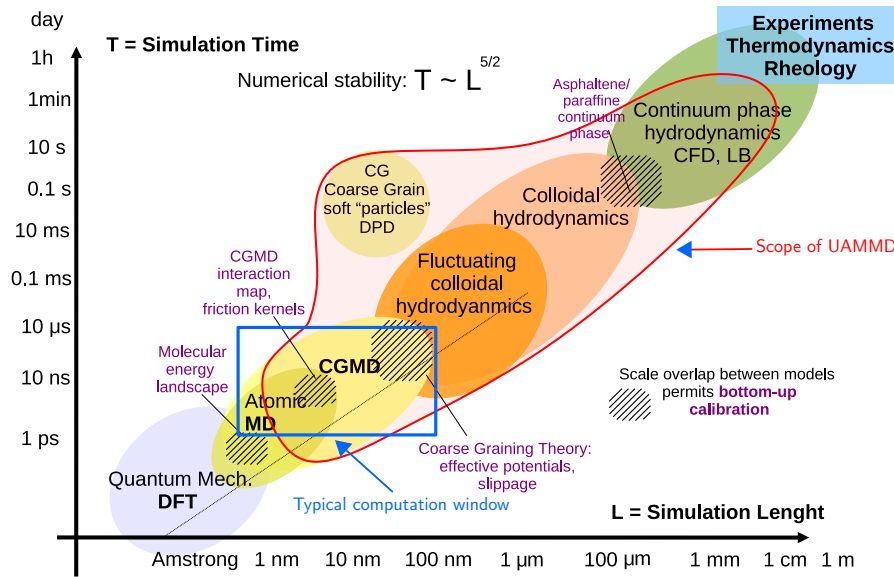 day
T = Simulation Time
1h
1min
10 s
0.1 s
10 ms
0.1 ms
10 µs
10 ns
1 ps
Numerical stability: T ~ L 5/2
Experiments
Thermodynamics
Rheology
Asphaltene/
paraffine
continuum
phase
Continuum phase
hydrodynamics
CFD, LB
CG
Coarse Grain
soft “particles”
DPD
Colloidal
hydrodynamics
Scope of UAMMD
CGMD
interaction
map,
friction kernels
Fluctuating
colloidal
hydrodyanmics
Molecular
energy
landscape
CGMD
Atomic
MD
Scale overlap between models
permits bottom-up
calibration
Quantum Mech.
DFT
Coarse Graining Theory:
effective potentials,
slippage
Typical computation window
L = Simulation Lenght
Amstrong
1 nm
10 nm
100 nm
1 µm
100 µm
1 mm
1 cm
1 m